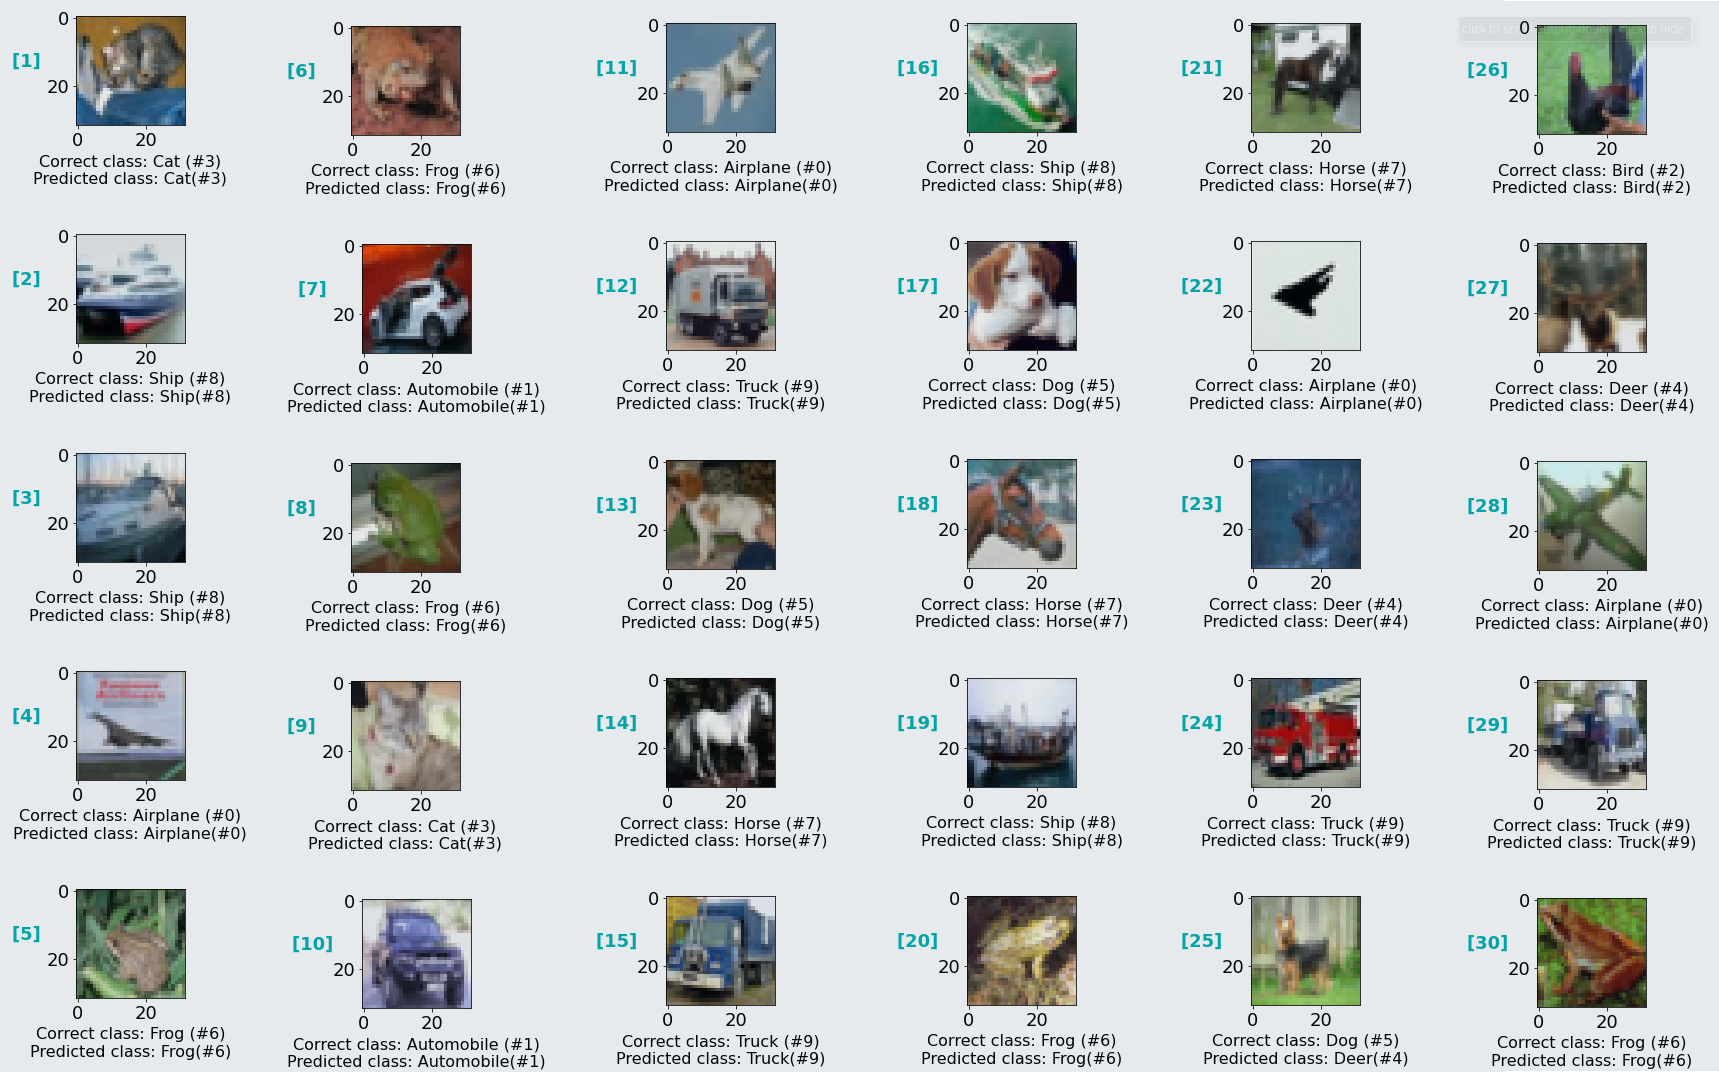 0
[1]
20
0 20
Correct class: Cat (#3)
Predicted class: Cat(#3)
0
[2]
20
0 20
Correct class: Ship (#8)
Predicted class: Ship(#8)
0
[3]
20
0 20
Correct class: Ship (#8)
Predicted class: Ship(#8)
0
[4]
20
0 20
Correct class: Airplane (#0)
Predicted class: Airplane(#0)
0
[5]
20
0 20
Correct class: Frog (#6)
Predicted class: Frog(#6)
0
[6]
20
0 20
Correct class: Frog (#6)
Predicted class: Frog(#6)
0
[7]
20
0 20
Correct class: Automobile (#1)
Predicted class: Automobile(#1)
0
[8]
20
0 20
Correct class: Frog (#6)
Predicted class: Frog(#6)
0
[9]
20
0 20
Correct class: Cat (#3)
Predicted class: Cat(#3)
0
[10]
20
0 20
Correct class: Automobile (#1)
Predicted class: Automobile(#1)
0
[11]
20
0 20
Correct class: Airplane (#0)
Predicted class: Airplane(#0)
0
[12]
20
0 20
Correct class: Truck (#9)
Predicted class: Truck(#9)
0
[13]
20
0 20
Correct class: Dog (#5)
Predicted class: Dog(#5)
0
[14]
20
0 20
Correct class: Horse (#7)
Predicted class: Horse(#7)
0
[15]
20
0 20
Correct class: Truck (#9)
Predicted class: Truck(#9)
0
[16]
20
0 20
Correct class: Ship (#8)
Predicted class: Ship(#8)
0
[17]
20
0 20
Correct class: Dog (#5)
Predicted class: Dog(#5)
0
[18]
20
0 20
Correct class: Horse (#7)
Predicted class: Horse(#7)
0
[19]
20
0 20
Correct class: Ship (#8)
Predicted class: Ship(#8)
0
[20]
20
0 20
Correct class: Frog (#6)
Predicted class: Frog(#6)
0
[21]
20
0 20
Correct class: Horse (#7)
Predicted class: Horse(#7)
0
[22]
20
0 20
Correct class: Airplane (#0)
Predicted class: Airplane(#0)
0
[23]
20
0 20
Correct class: Deer (#4)
Predicted class: Deer(#4)
0
[24]
20
0 20
Correct class: Truck (#9)
Predicted class: Truck(#9)
0
[25]
20
0 20
Correct class: Dog (#5)
Predicted class: Deer(#4)
click to output; click to hide
0
[26]
20
0 20
Correct class: Bird (#2)
Predicted class: Bird(#2)
0
[27]
20
0 20
Correct class: Deer (#4)
Predicted class: Deer(#4)
0
[28]
20
0 20
Correct class: Airplane (#0)
Predicted class: Airplane(#0)
0
[29]
20
0 20
Correct class: Truck (#9)
Predicted class: Truck(#9)
0
[30]
20
0 20
Correct class: Frog (#6)
Predicted class: Frog(#6)